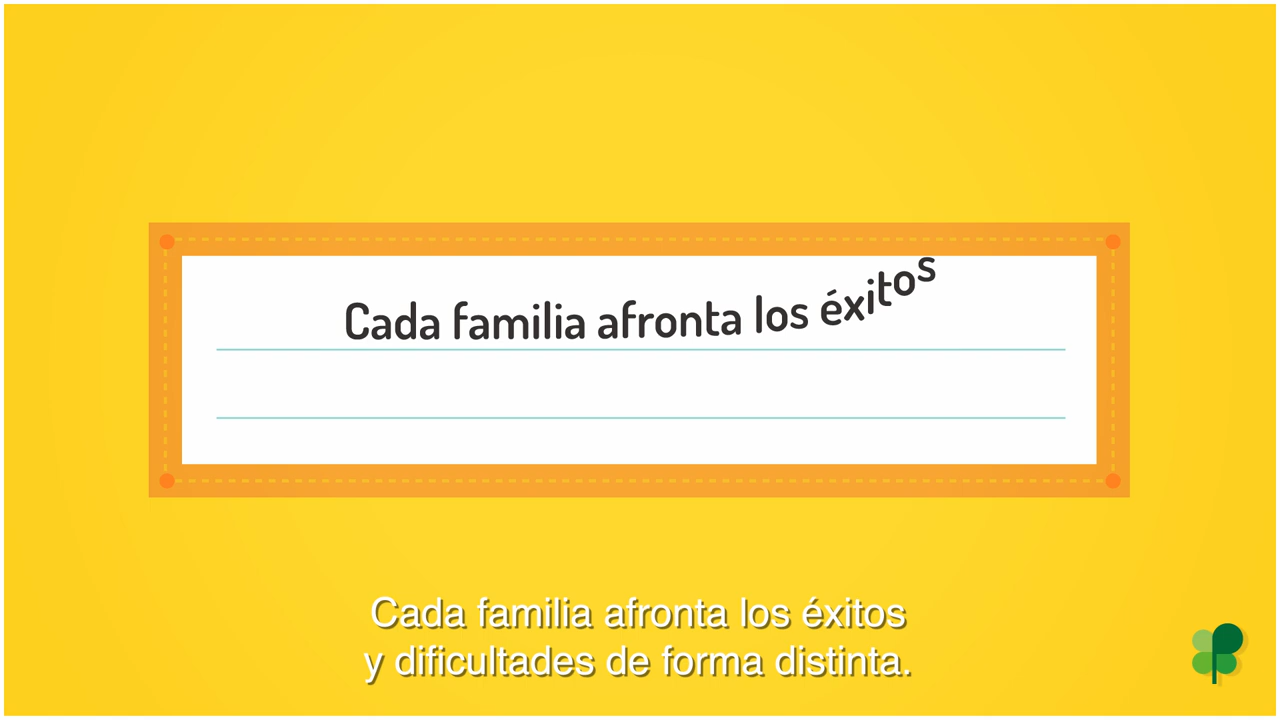 Cada familia afronta los éxitos
Cada familia afronta los éxitos
y dificultades de forma distinta.